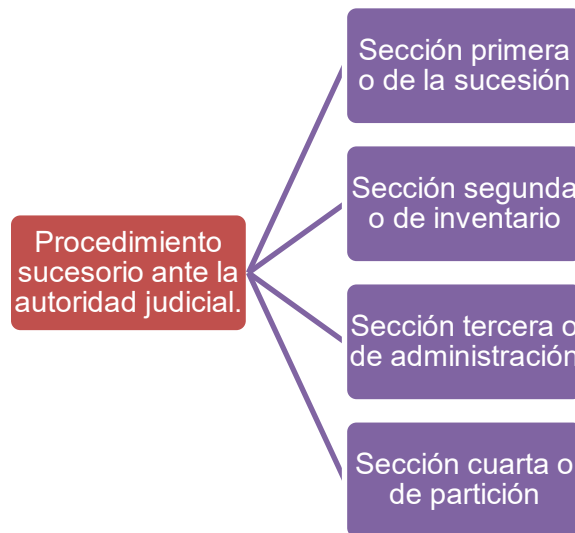 Sección primera
o de la sucesión
Sección segunda
o de inventario
Procedimiento
sucesorio ante la
autoridad judicial.
Sección tercera o
de administración
Sección cuarta o
de partición